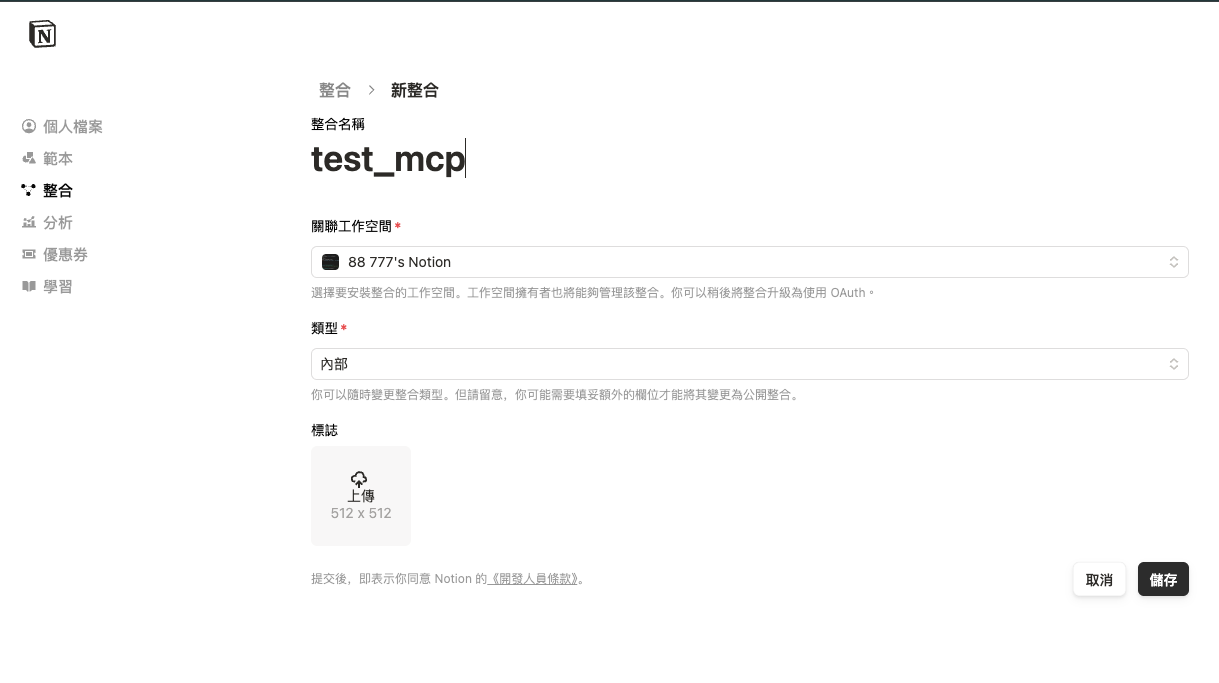 N
個人檔案
範本
整合
分析
優惠券
學習
整合 > 新整合
整合名稱
test_mcp
關聯工作空間*
88 777's Notion
選擇要安裝整合的工作空間。工作空間擁有者也將能夠管理該整合。你可以稍後將整合升級為使用 OAuth。
類型*
內部
你可以隨時變更整合類型。但請留意，你可能需要填妥額外的欄位才能將其變更為公開整合。
標誌
上傳
512 x 512
提交後，即表示你同意 Notion 的《開發人員條款》。
取消
儲存